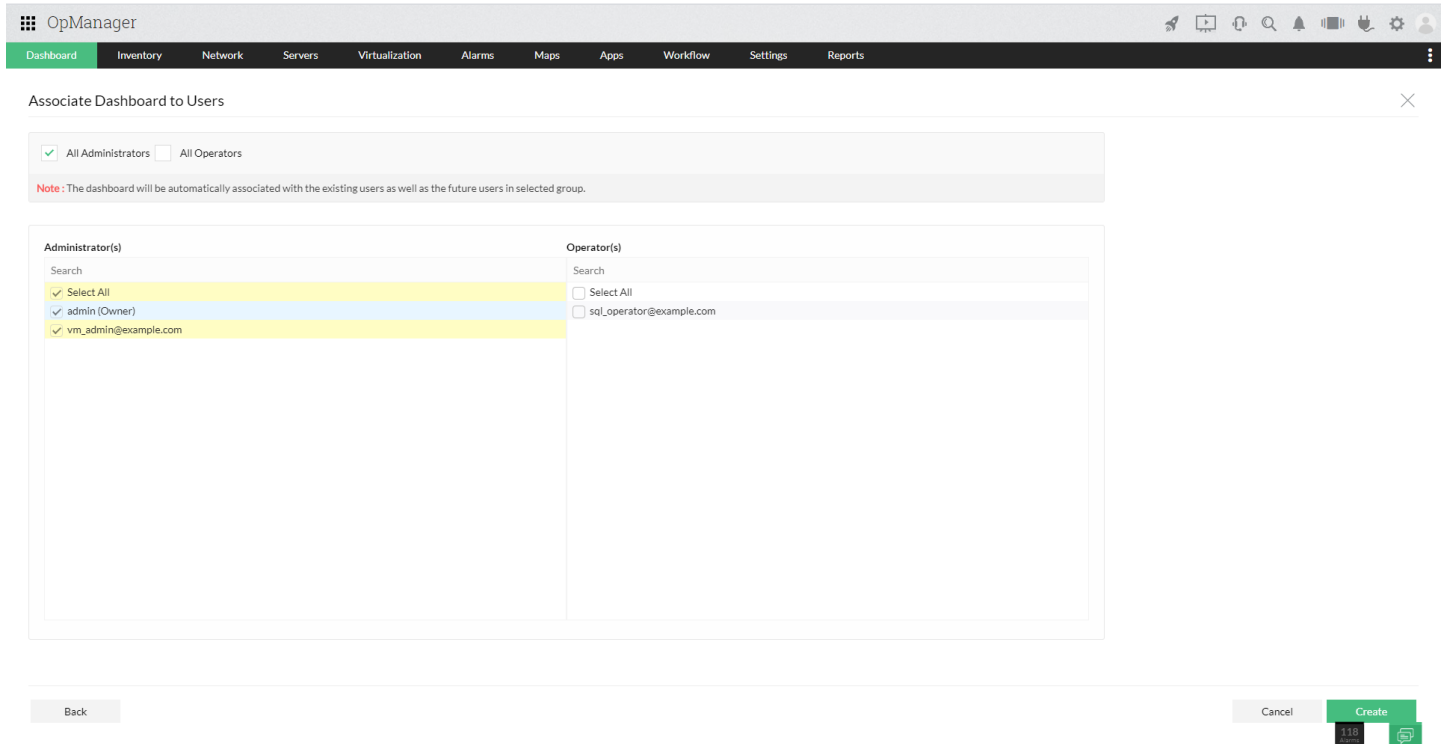 OpManager
Dashboard Inventory Network Servers Virtualization Alarms Maps Apps Workflow Settings Reports
Associate Dashboard to Users
All Administrators All Operators
Note : The dashboard will be automatically associated with the existing users as well as the future users in selected group.
Administrator(s) Operator(s)
Search Search
Select All Select All
admin (Owner) sql_operator@example.com
vm_admin@example.com
Back Cancel Create
118
Alarms